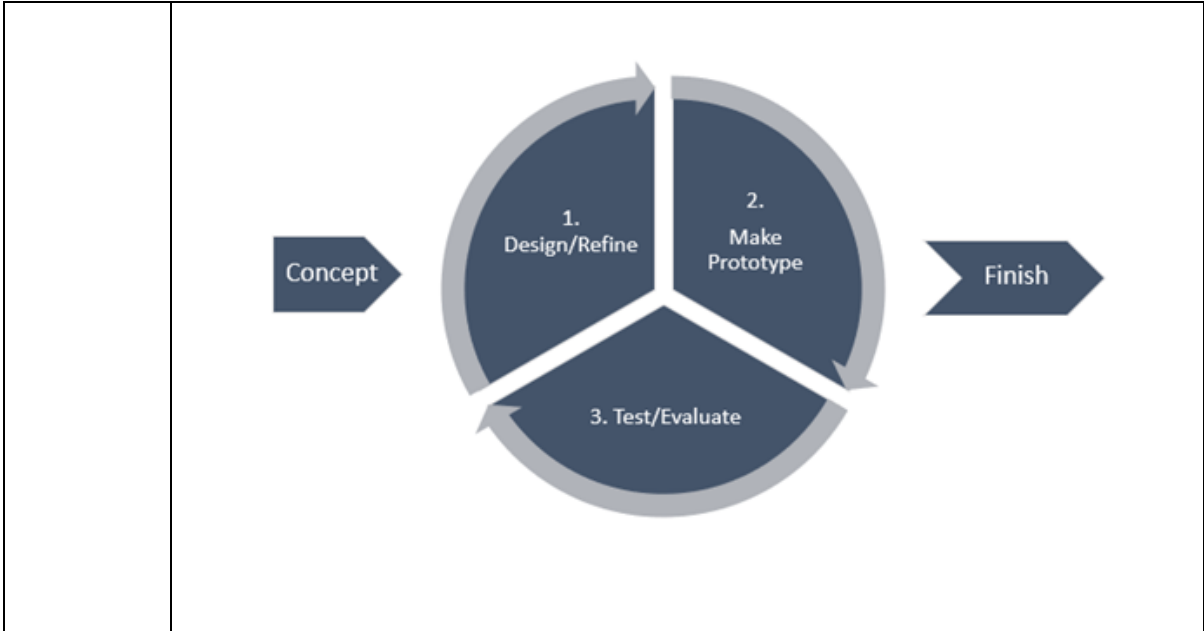 Concept
1.
Design/Refine
2.
Make
Prototype
3. Test/Evaluate
Finish